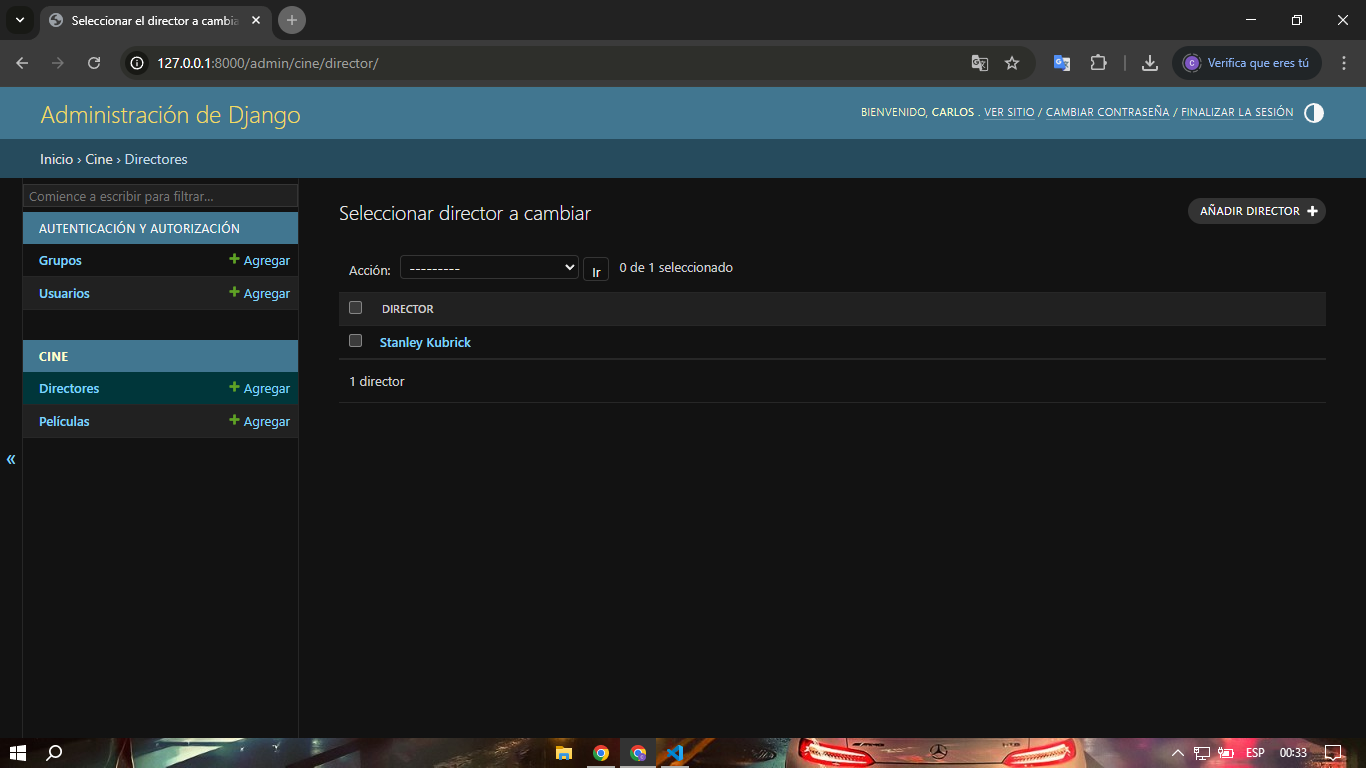 Seleccionar el director a cambia
127.0.0.1:8000/admin/cine/director/
Verifica que eres tú
Administración de Django
BIENVENIDO, CARLOS . VER SITIO / CAMBIAR CONTRASEÑA / FINALIZAR LA SESIÓN
Inicio › Cine › Directores
Comience a escribir para filtrar...
AUTENTICACIÓN Y AUTORIZACIÓN
Grupos
Agregar
Usuarios
Agregar
CINE
Directores
Agregar
Películas
Agregar
«
Seleccionar director a cambiar
AÑADIR DIRECTOR
Acción: --------- Ir 0 de 1 seleccionado
DIRECTOR
Stanley Kubrick
1 director
ESP 00:33